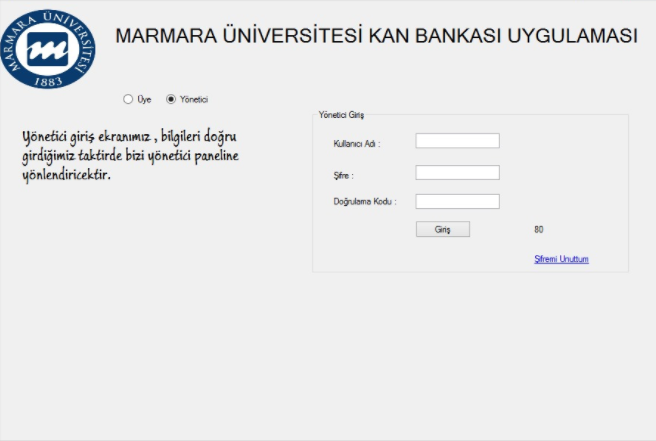 MARMARA ÜNİVERSİTESİ
1883
MARMARA ÜNİVERSİTESİ KAN BANKASI UYGULAMASI
Üye Yönetici
Yönetici giriş ekranımız , bilgileri doğru
girdiğimiz taktirde bizi yönetici paneline
yönlendiricektir.
Yönetici Giriş
Kullanıcı Adı :
Şifre :
Doğrulama Kodu :
Giriş 80
Şifremi Unuttum